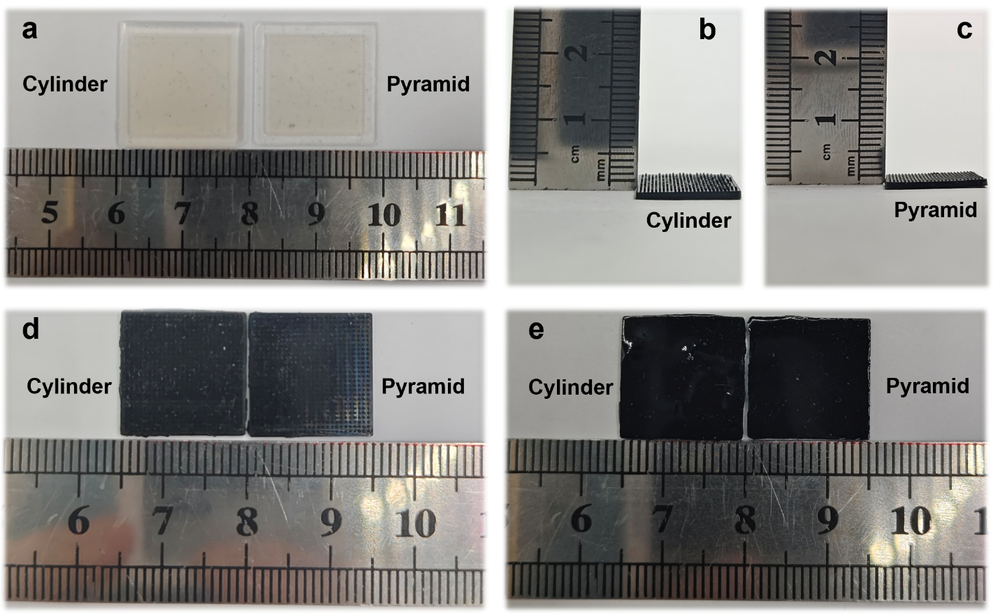 a
Cylinder
Pyramid
5 6 7 8 9 10 11
b
2
1
cm
mm
Cylinder
c
2
1
cm
mm
Pyramid
d
Cylinder
Pyramid
6 7 8 9 10
e
Cylinder
Pyramid
6 7 8 9 10